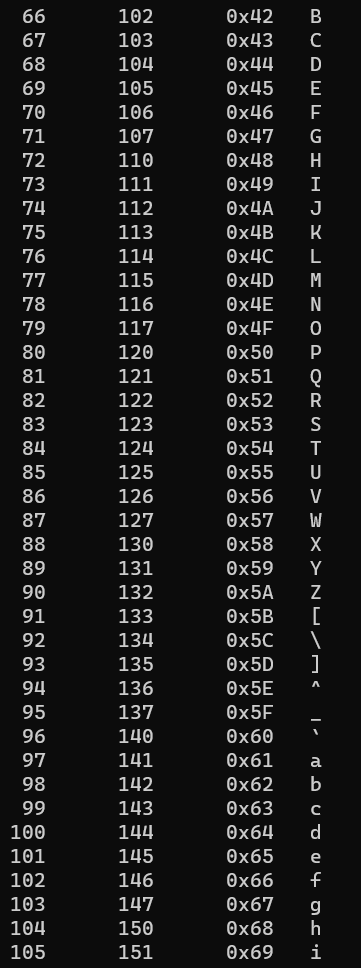 66 102 0x42 B
67 103 0x43 C
68 104 0x44 D
69 105 0x45 E
70 106 0x46 F
71 107 0x47 G
72 110 0x48 H
73 111 0x49 I
74 112 0x4A J
75 113 0x4B K
76 114 0x4C L
77 115 0x4D M
78 116 0x4E N
79 117 0x4F O
80 120 0x50 P
81 121 0x51 Q
82 122 0x52 R
83 123 0x53 S
84 124 0x54 T
85 125 0x55 U
86 126 0x56 V
87 127 0x57 W
88 130 0x58 X
89 131 0x59 Y
90 132 0x5A Z
91 133 0x5B [
92 134 0x5C \
93 135 0x5D ]
94 136 0x5E ^
95 137 0x5F _
96 140 0x60 `
97 141 0x61 a
98 142 0x62 b
99 143 0x63 c
100 144 0x64 d
101 145 0x65 e
102 146 0x66 f
103 147 0x67 g
104 150 0x68 h
105 151 0x69 i